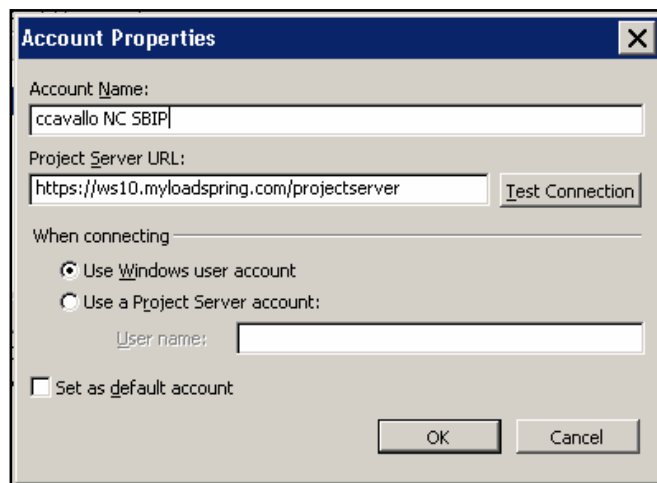 Account Properties
Account Name:
ccavallo NC SBIP
Project Server URL:
https://ws10.myloadspring.com/projectserver
Test Connection
When connecting
Use Windows user account
Use a Project Server account:
User name:
Set as default account
OK
Cancel